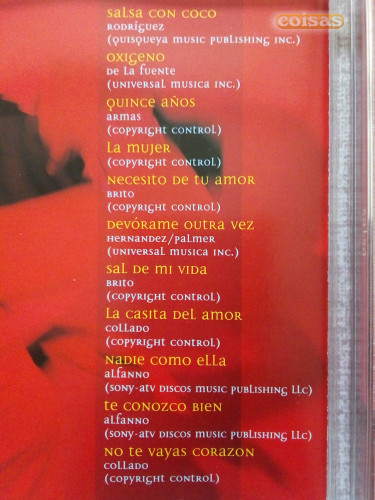 coisas
salsa con coco
rodríguez
(quisqueya music publishing inc.)
oxigeno
de la fuente
(universal musica inc.)
quince años
armas
(copyright control)
la mujer
(copyright control)
necesito de tu amor
brito
(copyright control)
devórame outra vez
hernandez/palmer
(universal musica inc.)
sal de mi vida
brito
(copyright control)
la casita del amor
collado
(copyright control)
nadie como ella
alfanno
(sony-atv discos music publishing llc)
te conozco bien
alfanno
(sony-atv discos music publishing llc)
no te vayas corazon
collado
(copyright control)